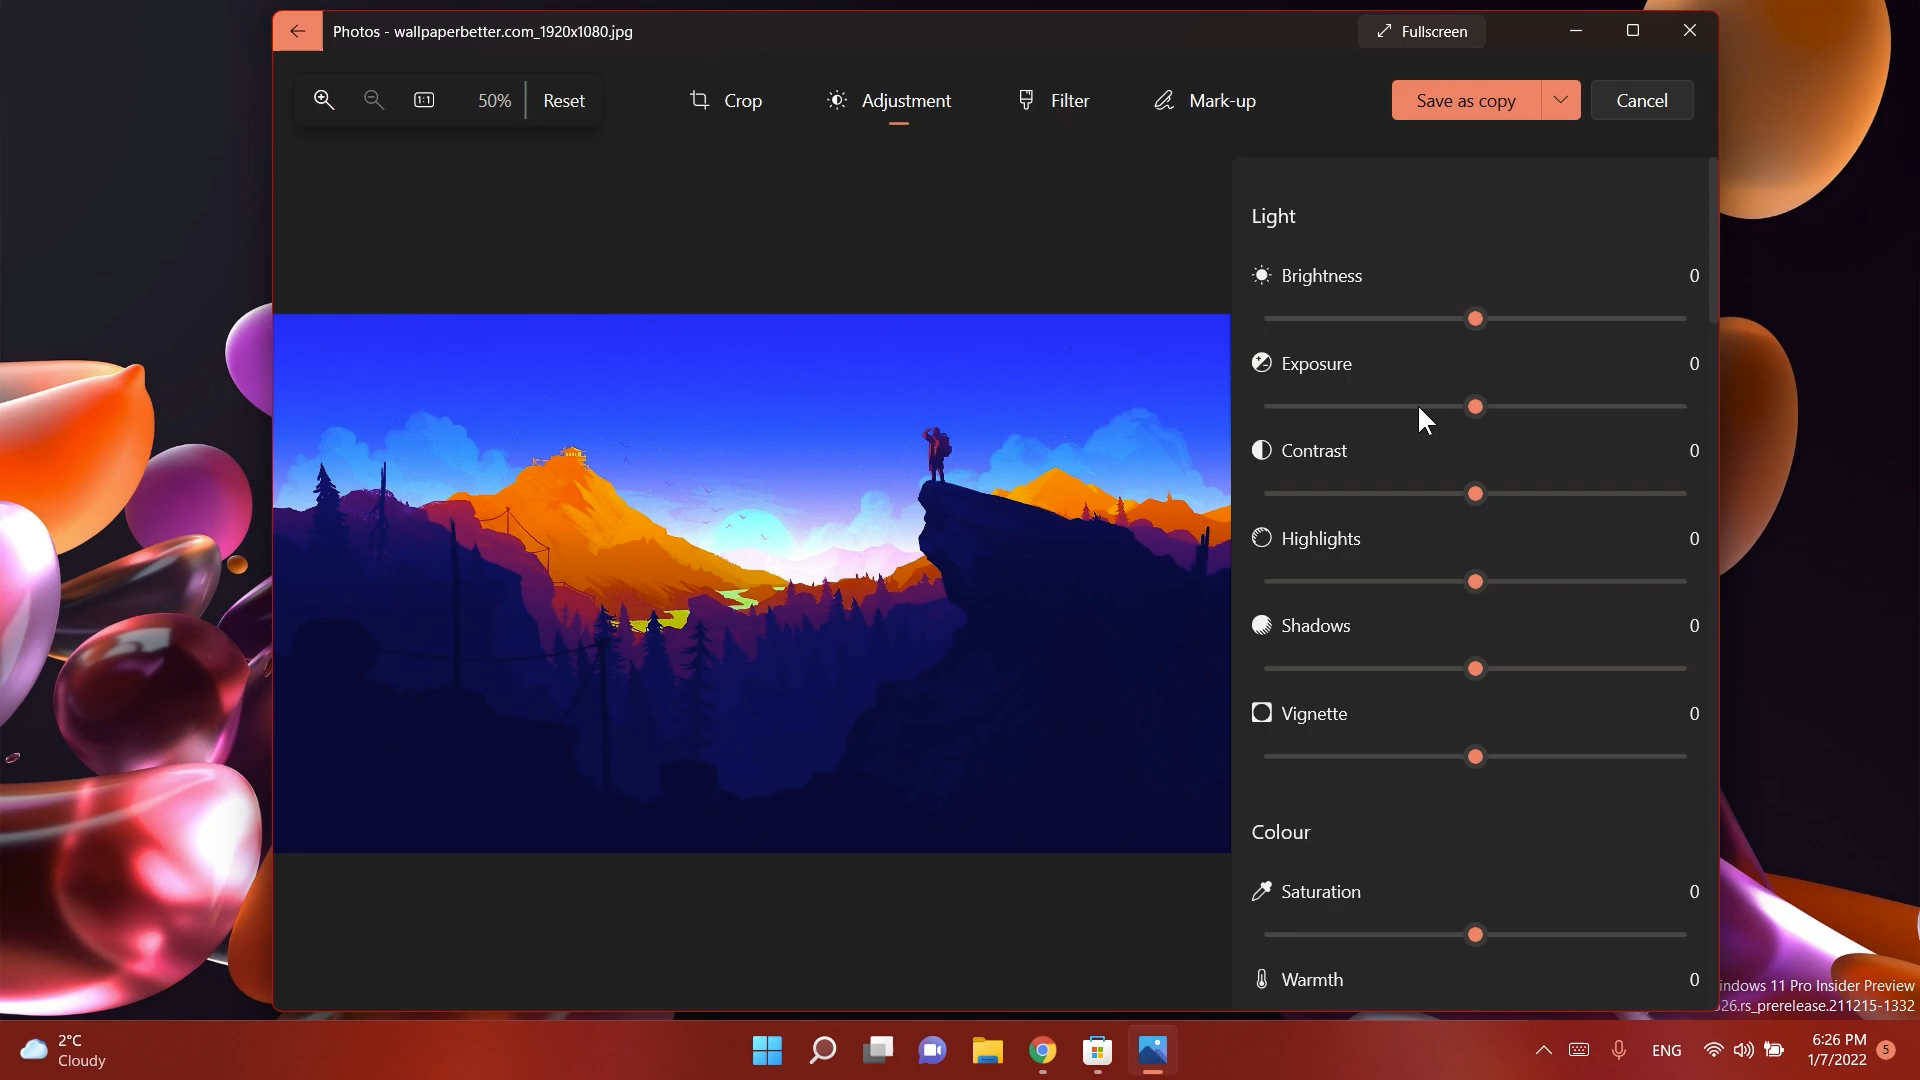 Photos - wallpaperbetter.com_1920x1080.jpg
Fullscreen
1:1
50%
Reset
Crop
Adjustment
Filter
Mark-up
Save as copy
Cancel
Light
Brightness 0
Exposure 0
Contrast 0
Highlights 0
Shadows 0
Vignette 0
Colour
Saturation 0
Warmth 0
indows 11 Pro Insider Preview
26.rs_prerelease.211215-1332
2°C
Cloudy
ENG
6:26 PM
1/7/2022
5